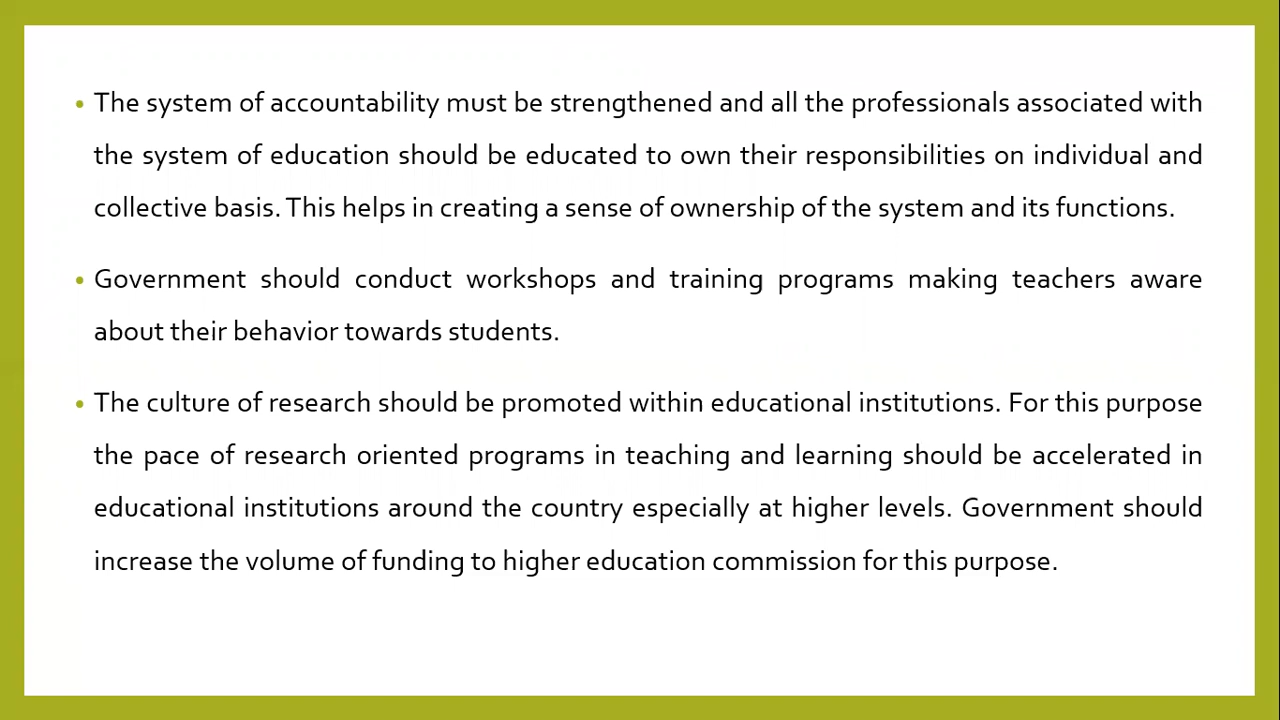 • The system of accountability must be strengthened and all the professionals associated with
the system of education should be educated to own their responsibilities on individual and
collective basis. This helps in creating a sense of ownership of the system and its functions.
• Government should conduct workshops and training programs making teachers aware
about their behavior towards students.
• The culture of research should be promoted within educational institutions. For this purpose
the pace of research oriented programs in teaching and learning should be accelerated in
educational institutions around the country especially at higher levels. Government should
increase the volume of funding to higher education commission for this purpose.